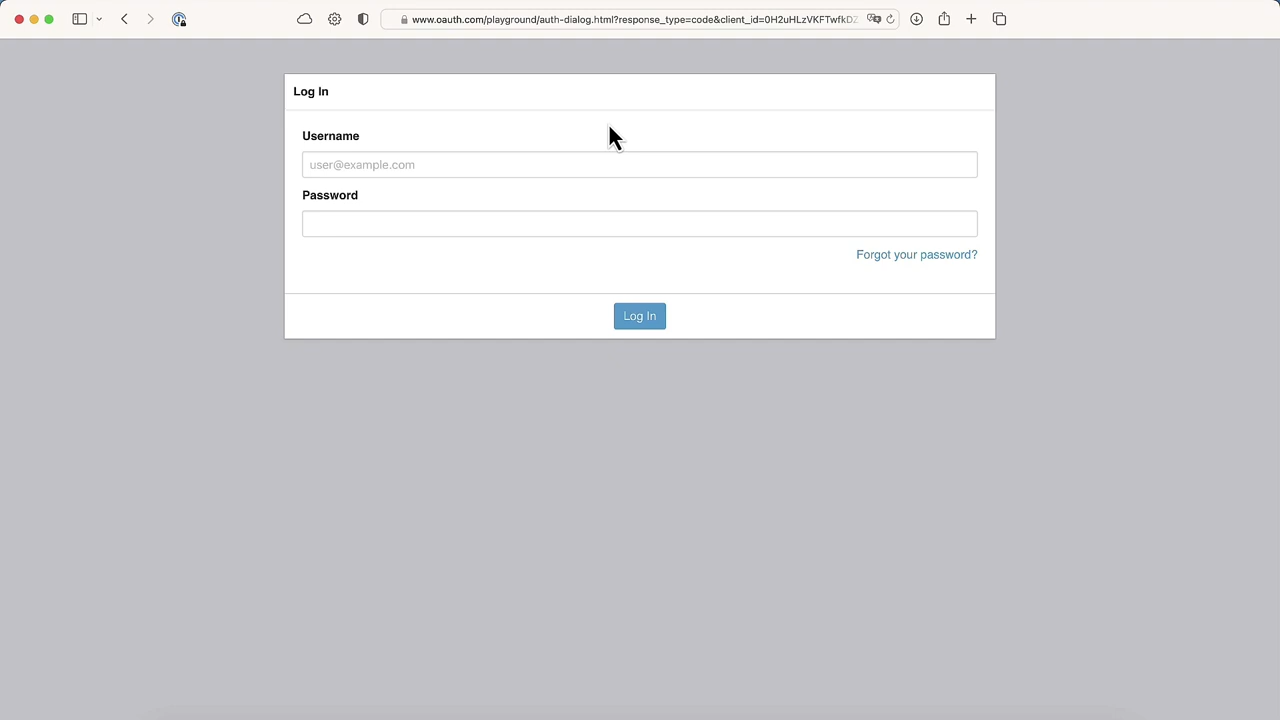 www.oauth.com/playground/auth-dialog.html?response_type=code&client_id=0H2uHLzVKFTwfkDZ
Log In
Username
user@example.com
Password
Forgot your password?
Log In